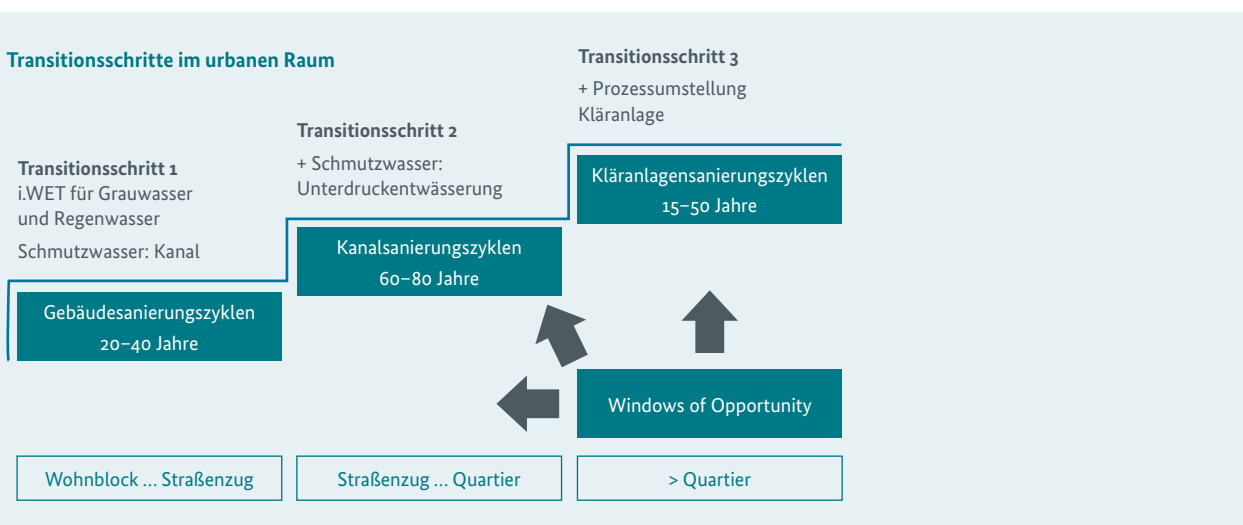 Transitionsschritte im urbanen Raum
Transitionsschritt 1
i.WET für Grauwasser
und Regenwasser
Schmutzwasser: Kanal
Gebäudesanierungszyklen
20–40 Jahre
Transitionsschritt 2
+ Schmutzwasser:
Unterdruckentwässerung
Kanalsanierungszyklen
60–80 Jahre
Transitionsschritt 3
+ Prozessumstellung
Kläranlage
Kläranlagensanierungszyklen
15–50 Jahre
Windows of Opportunity
Wohnblock ... Straßenzug
Straßenzug ... Quartier
> Quartier